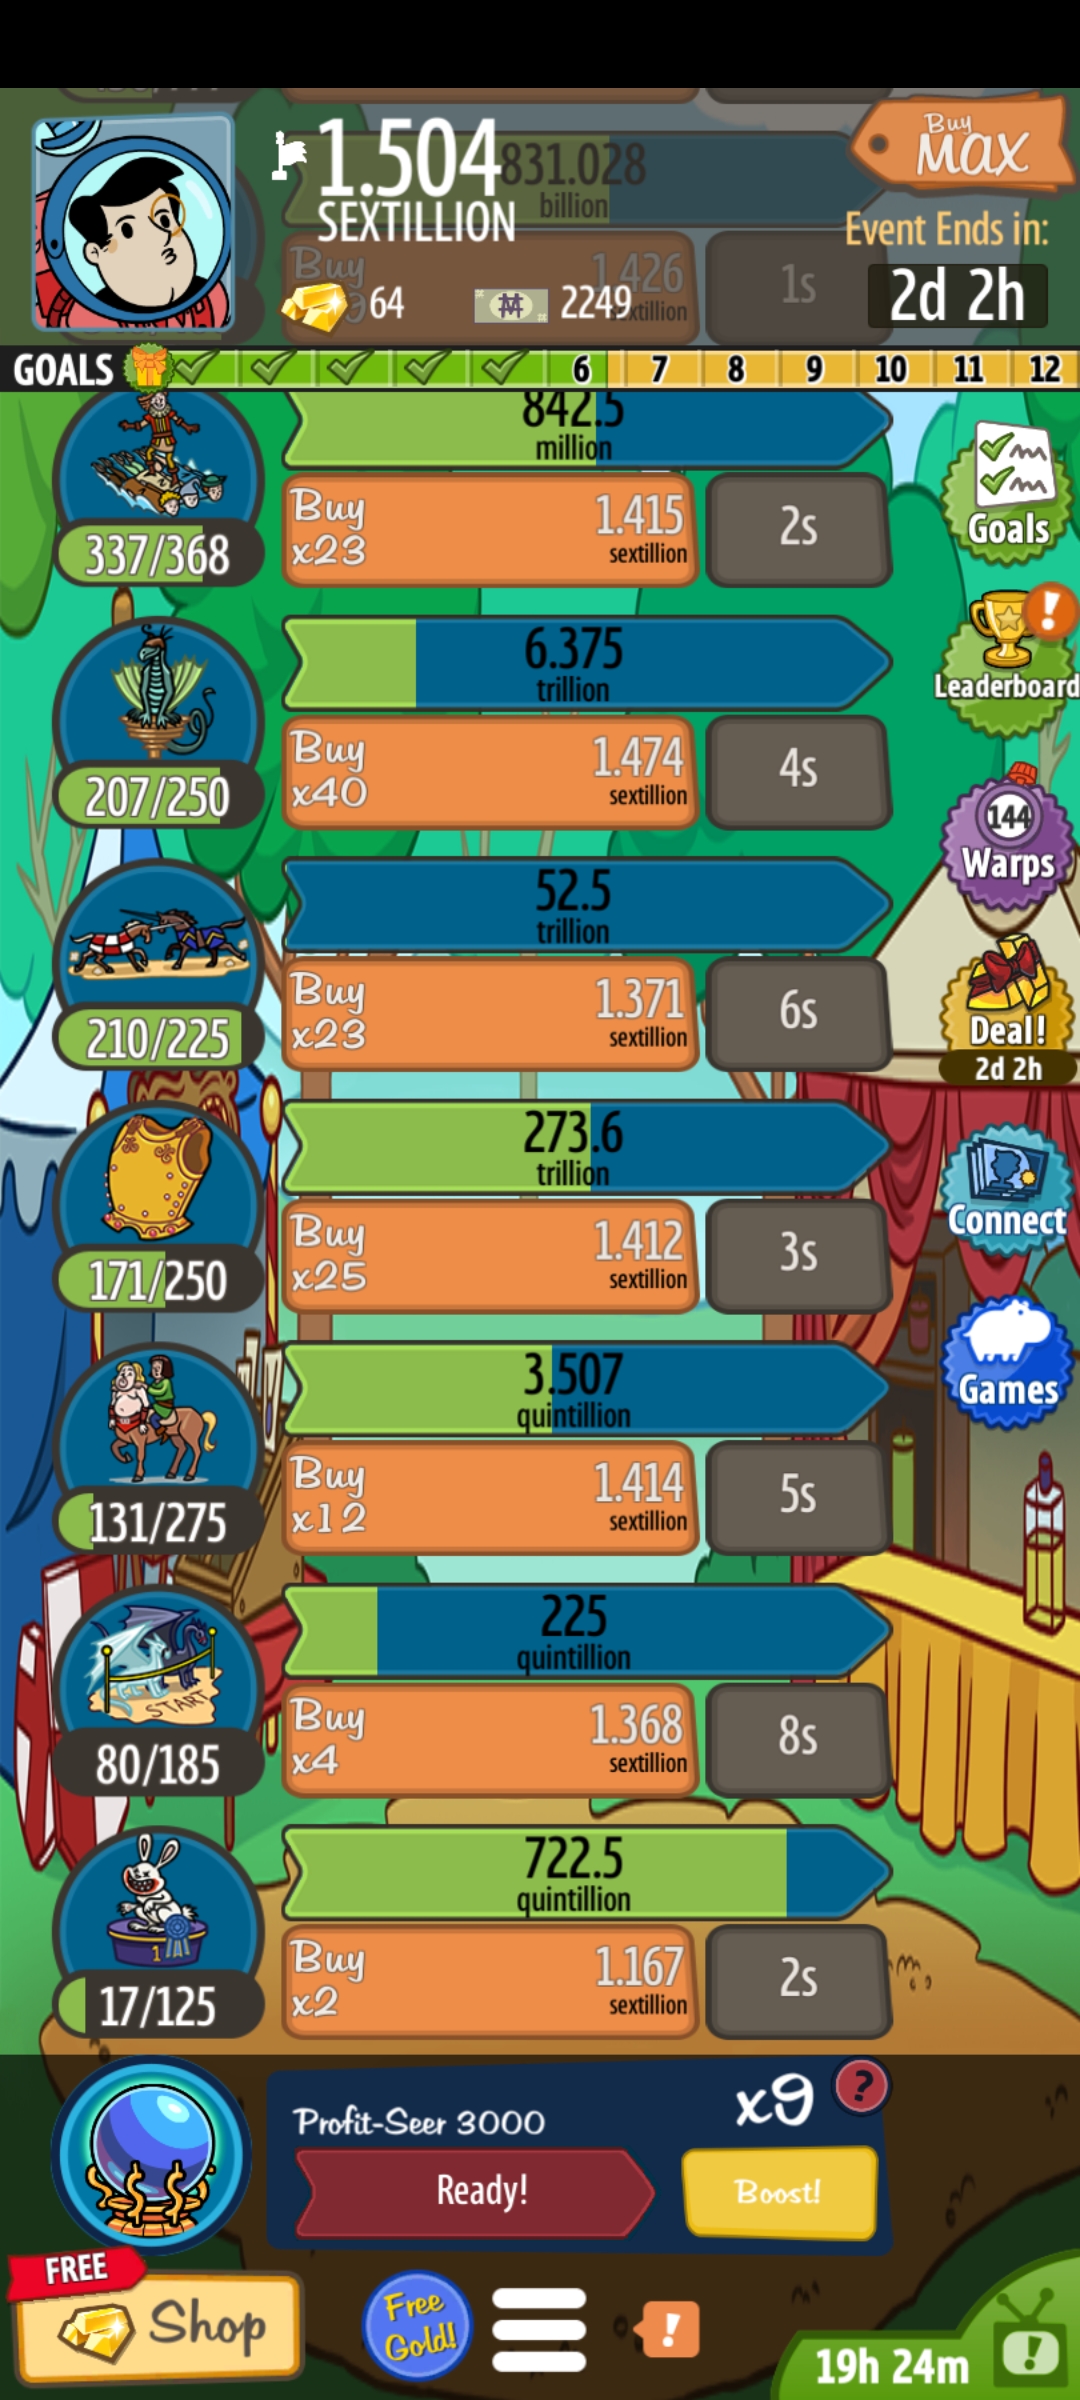 1.504
SEXTILLION
831.028
billion
Buy
MAX
Event Ends in:
2d 2h
Buy
1.426
sextillion
1s
64
2249
GOALS 6 7 8 9 10 11 12
842.5
million
337/368
Buy
x23
1.415
sextillion
2s
Goals
6.375
trillion
207/250
Buy
x40
1.474
sextillion
4s
!
Leaderboard
144
Warps
52.5
trillion
210/225
Buy
x23
1.371
sextillion
6s
Deal!
2d 2h
273.6
trillion
171/250
Buy
x25
1.412
sextillion
3s
Connect
3.507
quintillion
131/275
Buy
x12
1.414
sextillion
5s
Games
225
quintillion
START
80/185
Buy
x4
1.368
sextillion
8s
722.5
quintillion
1
17/125
Buy
x2
1.167
sextillion
2s
Profit-Seer 3000
x9
?
Ready!
Boost!
FREE
Shop
Free
Gold!
!
19h 24m
!